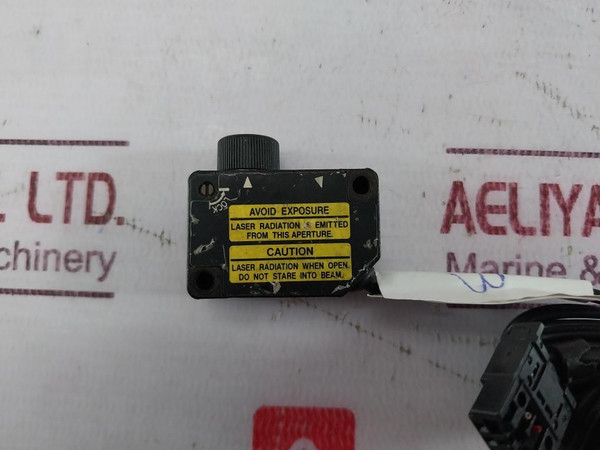 LOCK
AVOID EXPOSURE
LASER RADIATION IS EMITTED
FROM THIS APERTURE.
CAUTION
LASER RADIATION WHEN OPEN.
DO NOT STARE INTO BEAM.
LTD.
AELIYA
Marine &